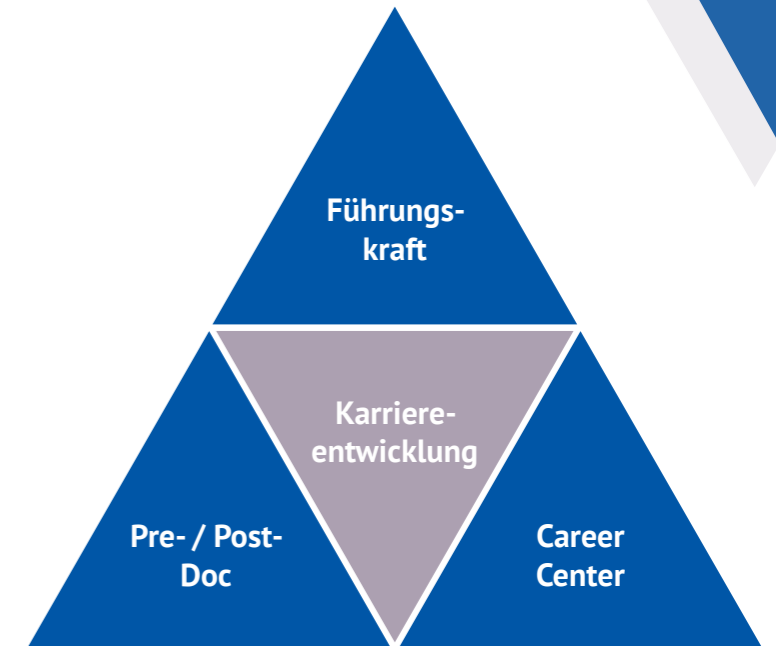 Führungs-
kraft
Karriere-
entwicklung
Pre- / Post-
Doc
Career
Center